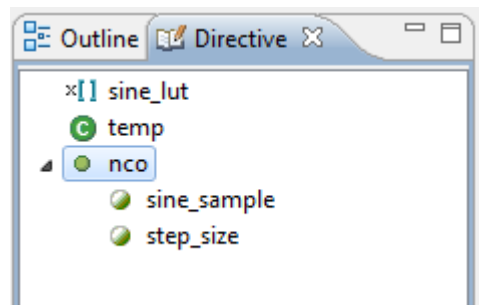 Outline Directive
×[] sine_lut
C temp
nco
sine_sample
step_size